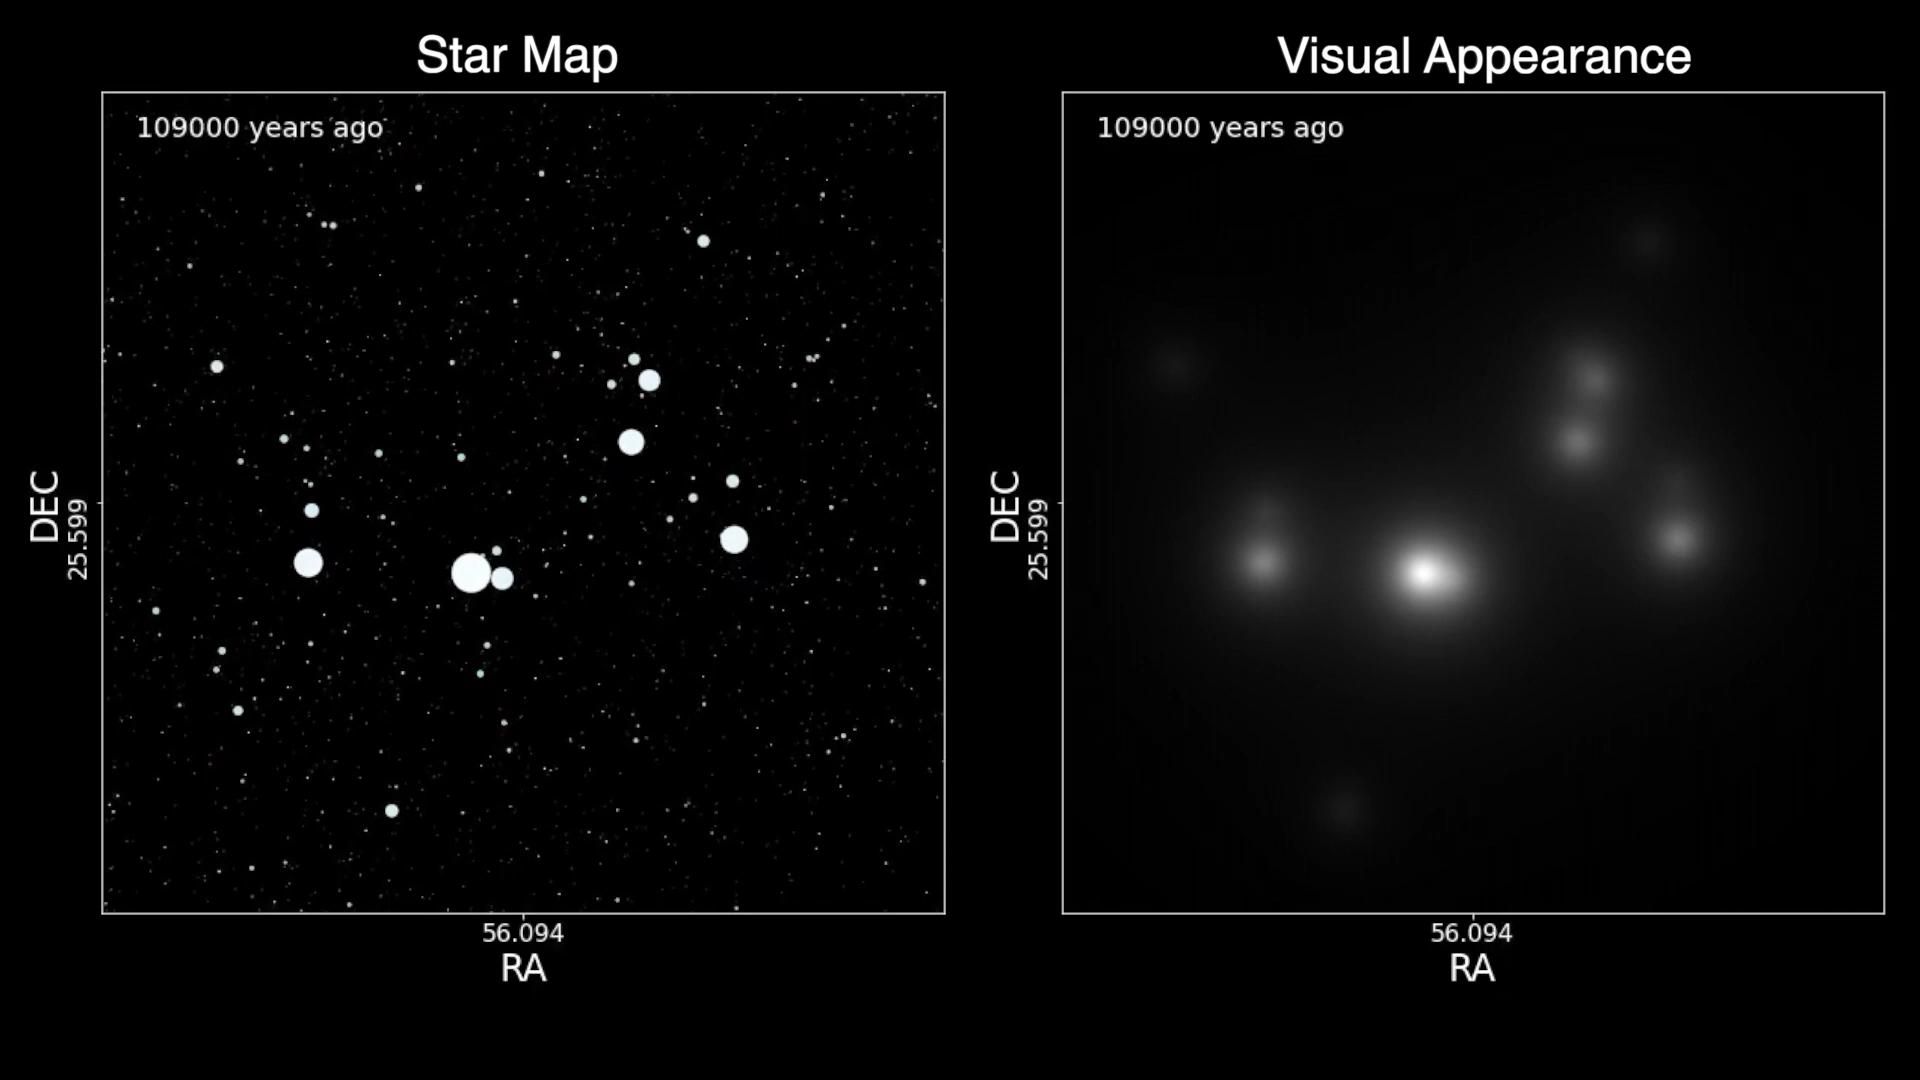 Star Map
109000 years ago
DEC
25.599
56.094
RA
Visual Appearance
109000 years ago
DEC
25.599
56.094
RA